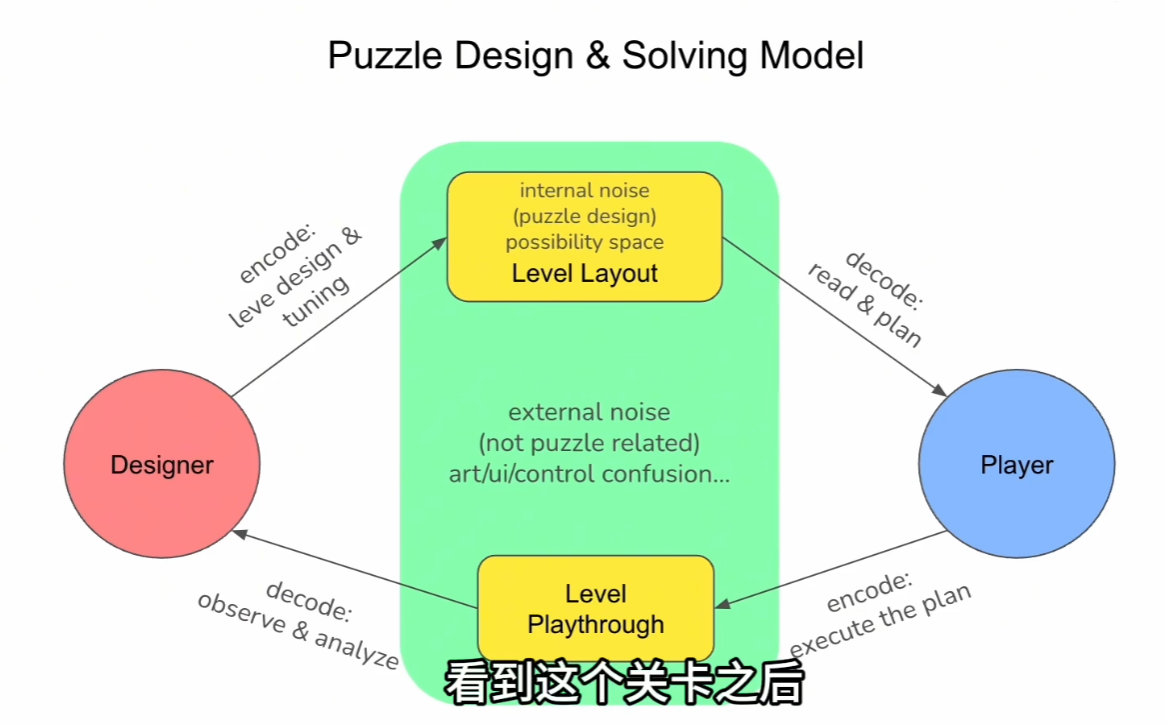 Puzzle Design & Solving Model
internal noise
(puzzle design)
possibility space
Level Layout
encode:
leve design &
tuning
decode:
read & plan
external noise
(not puzzle related)
art/ui/control confusion...
Designer
Player
Level
Playthrough
decode:
observe & analyze
encode:
execute the plan
看到这个关卡之后